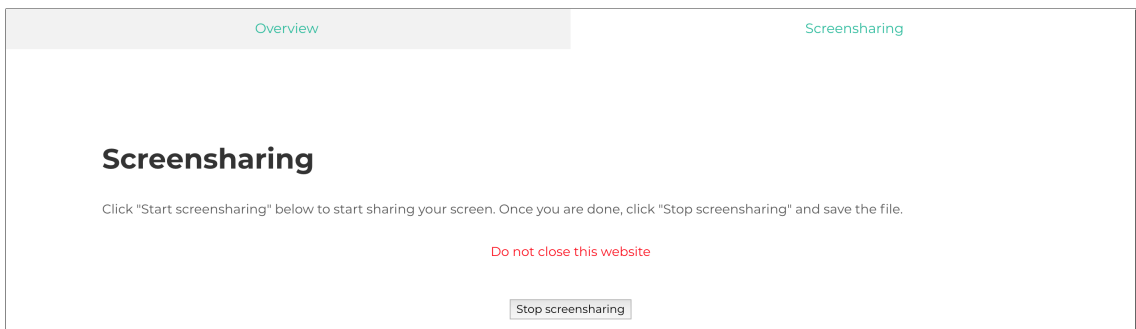 Overview
Screensharing
Screensharing
Click "Start screensharing" below to start sharing your screen. Once you are done, click "Stop screensharing" and save the file.
Do not close this website
Stop screensharing